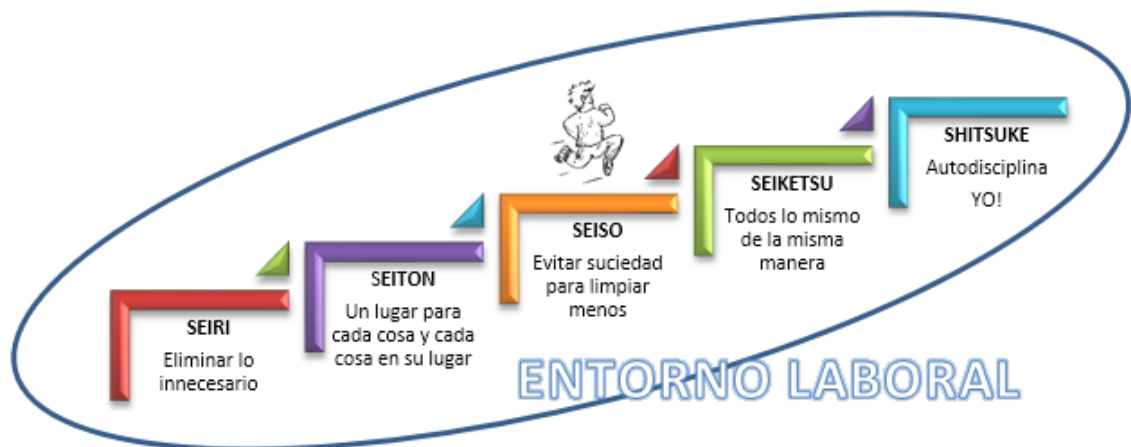 SEIRI
Eliminar lo
innecesario
SEITON
Un lugar para
cada cosa y cada
cosa en su lugar
SEISO
Evitar suciedad
para limpiar
menos
SEIKETSU
Todos lo mismo
de la misma
manera
SHITSUKE
Autodisciplina
YO!
ENTORNO LABORAL